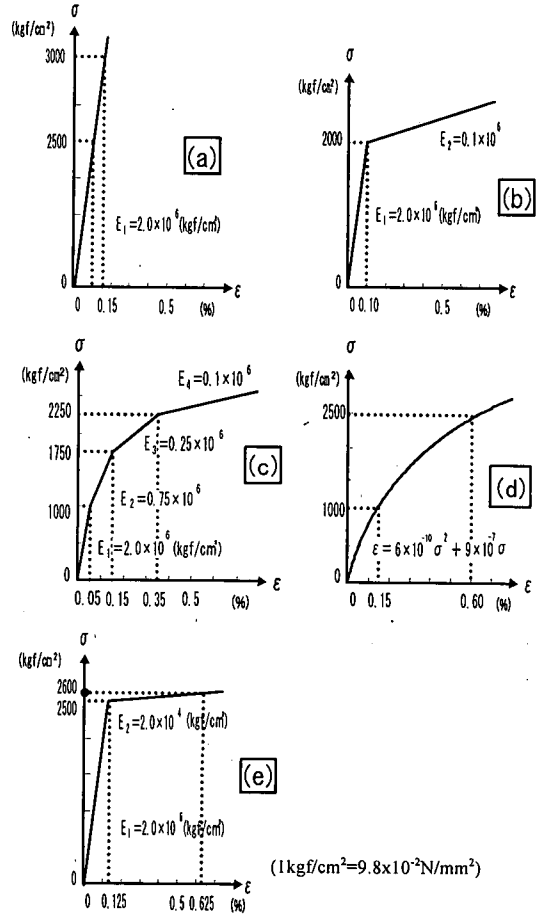 σ
(kgf/cm²)
3000
2500
(a)
E₁=2.0×10⁶(kgf/cm²)
0
0 0.15 0.5 (%) ε
σ
(kgf/cm²)
2000
E₂=0.1×10⁶
(b)
E₁=2.0×10⁶(kgf/cm²)
0
0 0.10 0.5 (%) ε
σ
(kgf/cm²)
E₄=0.1×10⁶
2250
1750
E₃=0.25×10⁶
(c)
E₂=0.75×10⁶
1000
E₁=2.0×10⁶(kgf/cm²)
0
0.05 0.15 0.35 0.5 (%) ε
σ
(kgf/cm²)
2500
(d)
1000
ε=6×10⁻¹⁰σ²+9×10⁻⁷σ
0
0 0.15 0.60 (%) ε
σ
(kgf/cm²)
2600
2500
E₂=2.0×10⁴(kgf/cm²)
(e)
E₁=2.0×10⁶(kgf/cm²)
0
0 0.125 0.5 0.625 (%) ε
(1kgf/cm²=9.8x10⁻²N/mm²)